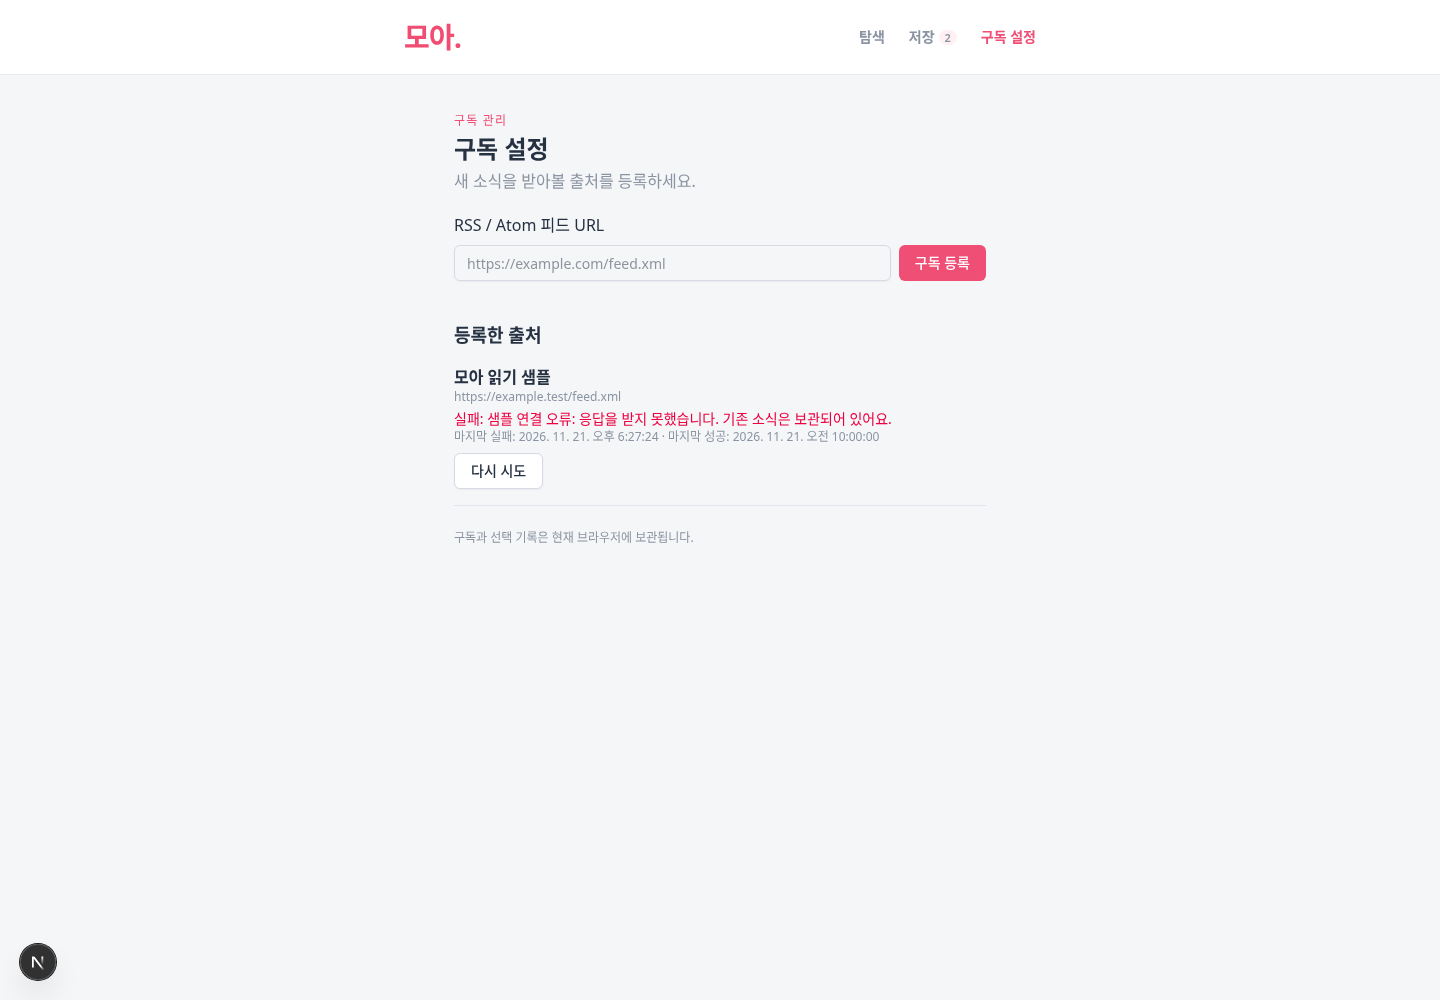 모아.
탐색 저장 2 구독 설정
구독 관리
구독 설정
새 소식을 받아볼 출처를 등록하세요.
RSS / Atom 피드 URL
https://example.com/feed.xml 구독 등록
등록한 출처
모아 읽기 샘플
https://example.test/feed.xml
실패: 샘플 연결 오류: 응답을 받지 못했습니다. 기존 소식은 보관되어 있어요.
마지막 실패: 2026. 11. 21. 오후 6:27:24 · 마지막 성공: 2026. 11. 21. 오전 10:00:00
다시 시도
구독과 선택 기록은 현재 브라우저에 보관됩니다.
N